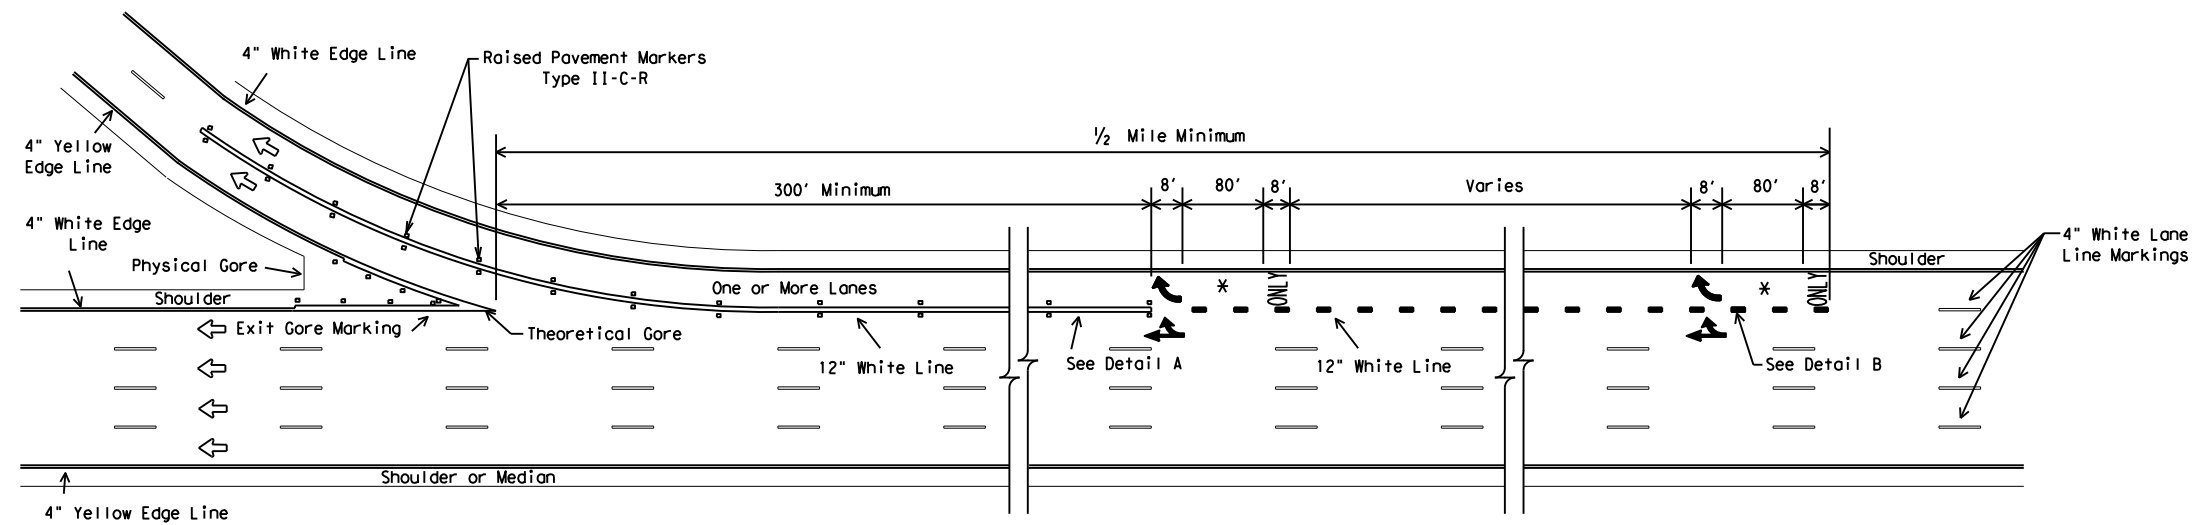 4" White Edge Line
Raised Pavement Markers
Type II-C-R
½ Mile Minimum
4" Yellow
Edge Line
300' Minimum
8'
80'
8'
Varies
8'
80'
8'
4" White Edge
Line
Physical Gore
Shoulder
4" White Lane
Line Markings
Shoulder
One or More Lanes
*
ONLY
*
ONLY
Exit Gore Marking
Theoretical Gore
12" White Line
See Detail A
12" White Line
See Detail B
Shoulder or Median
4" Yellow Edge Line